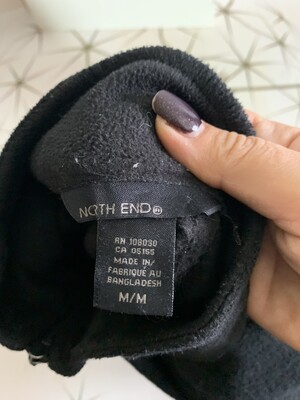 NORTH END®
RN 108030
CA 05155
MADE IN/
FABRIQUÉ AU
BANGLADESH
M/M